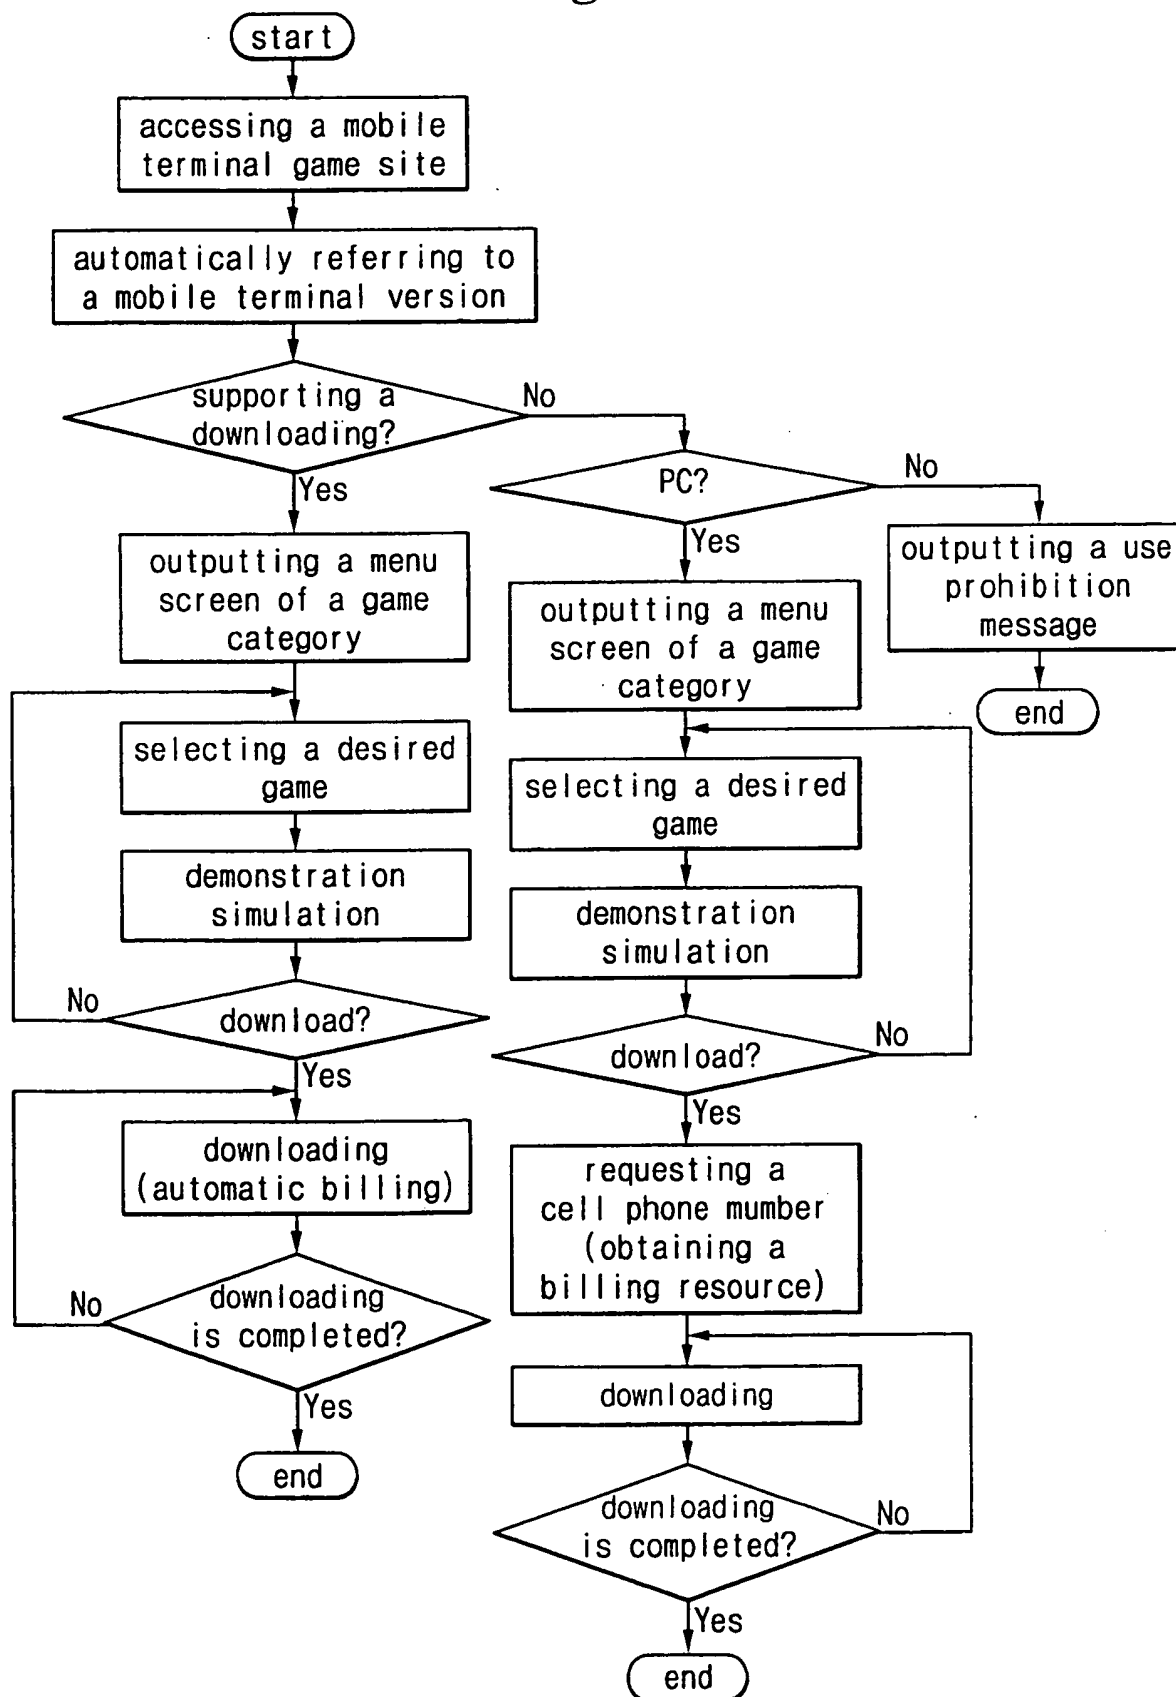 start
accessing a mobile
terminal game site
automatically referring to
a mobile terminal version
supporting a
downloading?
No
Yes
outputting a menu
screen of a game
category
selecting a desired
game
demonstration
simulation
download?
No
Yes
downloading
(automatic billing)
downloading
is completed?
No
Yes
end
PC?
No
Yes
outputting a use
prohibition
message
end
outputting a menu
screen of a game
category
selecting a desired
game
demonstration
simulation
download?
No
Yes
requesting a
cell phone mumber
(obtaining a
billing resource)
downloading
downloading
is completed?
No
Yes
end